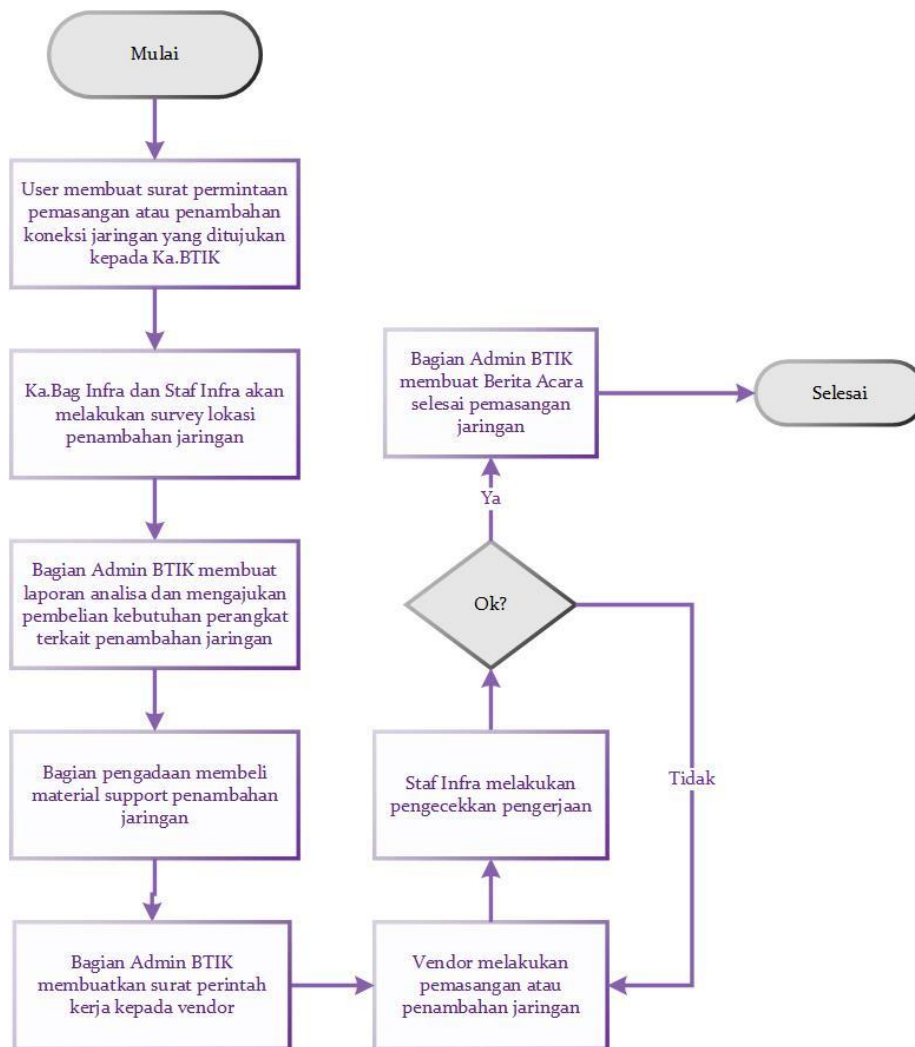 Mulai
User membuat surat permintaan
pemasangan atau penambahan
koneksi jaringan yang ditujukan
kepada Ka.BTIK
Ka.Bag Infra dan Staf Infra akan
melakukan survey lokasi
penambahan jaringan
Bagian Admin BTIK membuat
laporan analisa dan mengajukan
pembelian kebutuhan perangkat
terkait penambahan jaringan
Bagian pengadaan membeli
material support penambahan
jaringan
Bagian Admin BTIK
membuatkan surat perintah
kerja kepada vendor
Vendor melakukan
pemasangan atau
penambahan jaringan
Staf Infra melakukan
pengecekkan pengerjaan
Ok?
Tidak
Ya
Bagian Admin BTIK
membuat Berita Acara
selesai pemasangan
jaringan
Selesai